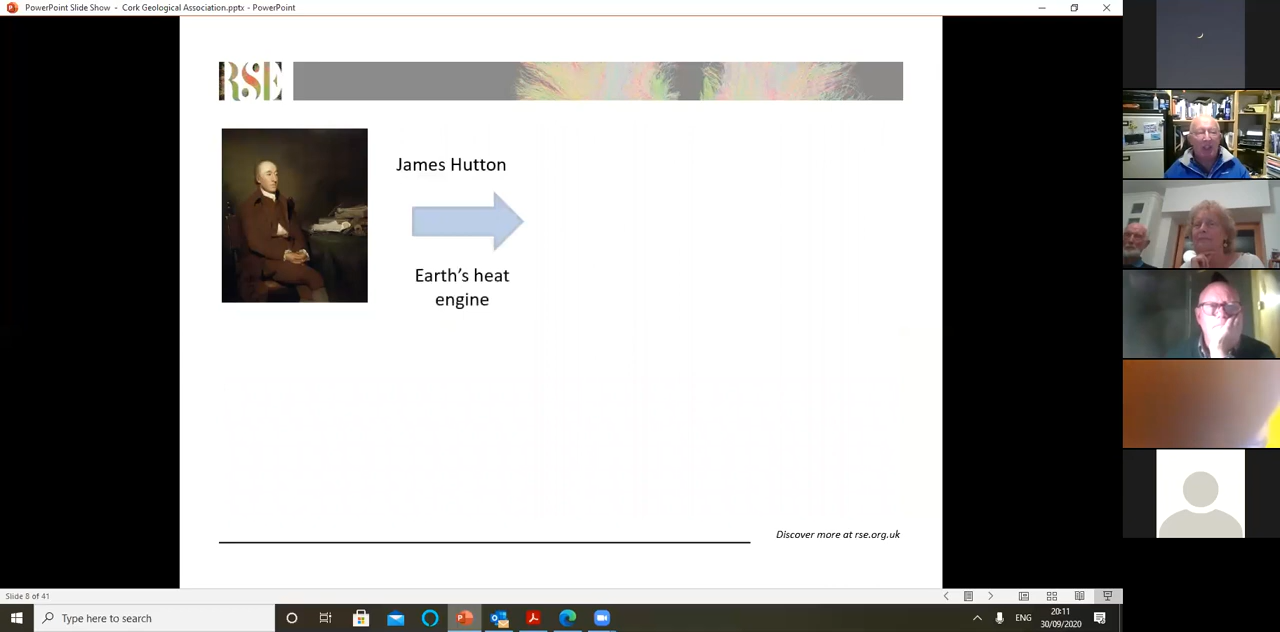 PowerPoint Slide Show - Cork Geological Association.pptx - PowerPoint
RSE
James Hutton
Earth's heat
engine
Discover more at rse.org.uk
Slide 8 of 41
Type here to search
ENG
20:11
30/09/2020